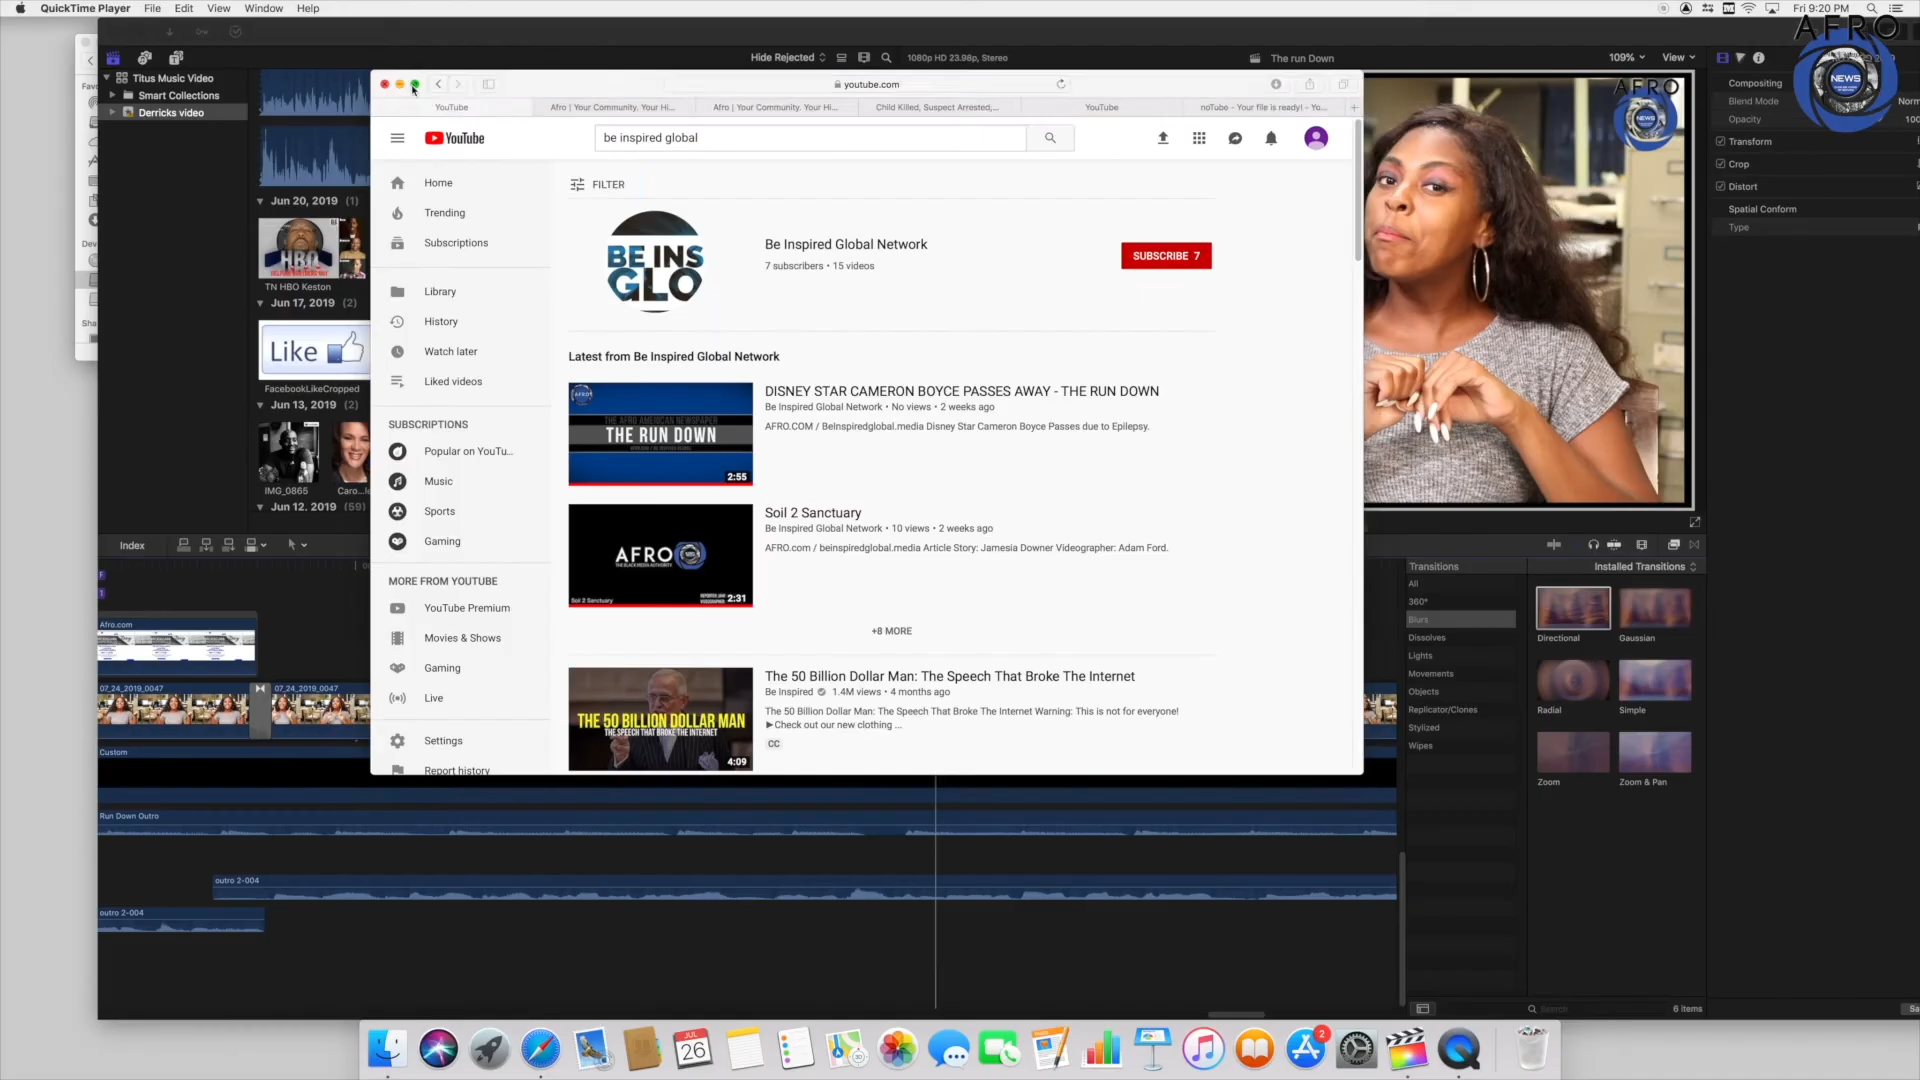 QuickTime Player File Edit View Window Help
Fri 9:20 PM
AFRO
NEWS
Hide Rejected
1080p HD 23.98p, Stereo
The run Down
109%
View
Titus Music Video
Smart Collections
Derricks video
Jun 20, 2019 (1)
TN HBO Keston
Jun 17, 2019 (2)
Like
FacebookLikeCropped
Jun 13, 2019 (2)
IMG_0865
Caro...la
Jun 12, 2019 (59)
youtube.com
YouTube
Afro | Your Community. Your Hi...
Afro | Your Community. Your Hi...
Child Killed, Suspect Arrested,...
YouTube
noTube - Your file is ready! - Yo...
YouTube
be inspired global
Home
Trending
Subscriptions
Library
History
Watch later
Liked videos
SUBSCRIPTIONS
Popular on YouTu...
Music
Sports
Gaming
MORE FROM YOUTUBE
YouTube Premium
Movies & Shows
Gaming
Live
Settings
Report history
FILTER
BE INS
GLO
Be Inspired Global Network
7 subscribers • 15 videos
SUBSCRIBE 7
Latest from Be Inspired Global Network
THE AFRO AMERICAN NEWSPAPER
THE RUN DOWN
2:55
DISNEY STAR CAMERON BOYCE PASSES AWAY - THE RUN DOWN
Be Inspired Global Network • No views • 2 weeks ago
AFRO.COM / BeInspiredglobal.media Disney Star Cameron Boyce Passes due to Epilepsy.
AFRO
THE BLACK MEDIA AUTHORITY
Soil 2 Sanctuary
2:31
Soil 2 Sanctuary
Be Inspired Global Network • 10 views • 2 weeks ago
AFRO.com / beinspiredglobal.media Article Story: Jamesia Downer Videographer: Adam Ford.
+8 MORE
THE 50 BILLION DOLLAR MAN
THE SPEECH THAT BROKE THE INTERNET
4:09
The 50 Billion Dollar Man: The Speech That Broke The Internet
Be Inspired 1.4M views • 4 months ago
The 50 Billion Dollar Man: The Speech That Broke The Internet Warning: This is not for everyone!
►Check out our new clothing ...
CC
AFRO
NEWS
Compositing
Blend Mode
Opacity
Transform
Crop
Distort
Spatial Conform
Type
Index
Afro.com
07_24_2019_0047
07_24_2019_0047
Custom
Run Down Outro
outro 2-004
outro 2-004
Transitions
Installed Transitions
All
360°
Blurs
Dissolves
Lights
Movements
Objects
Replicator/Clones
Stylized
Wipes
Directional
Gaussian
Radial
Simple
Zoom
Zoom & Pan
Search
6 items
JUL
26
2